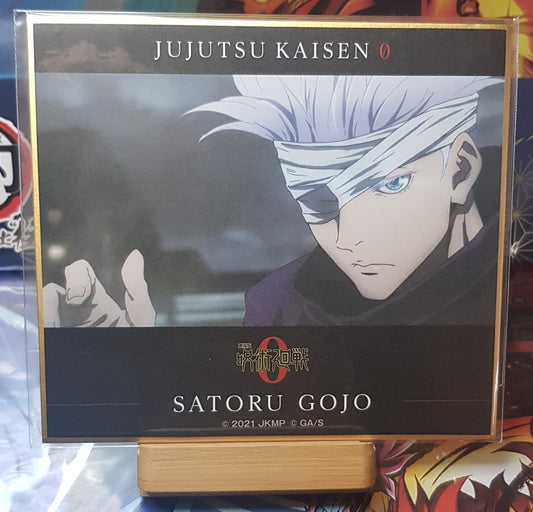 JUJUTSU KAISEN 0
呪術廻戦
0
SATORU GOJO
© 2021 JKMP © GA/S